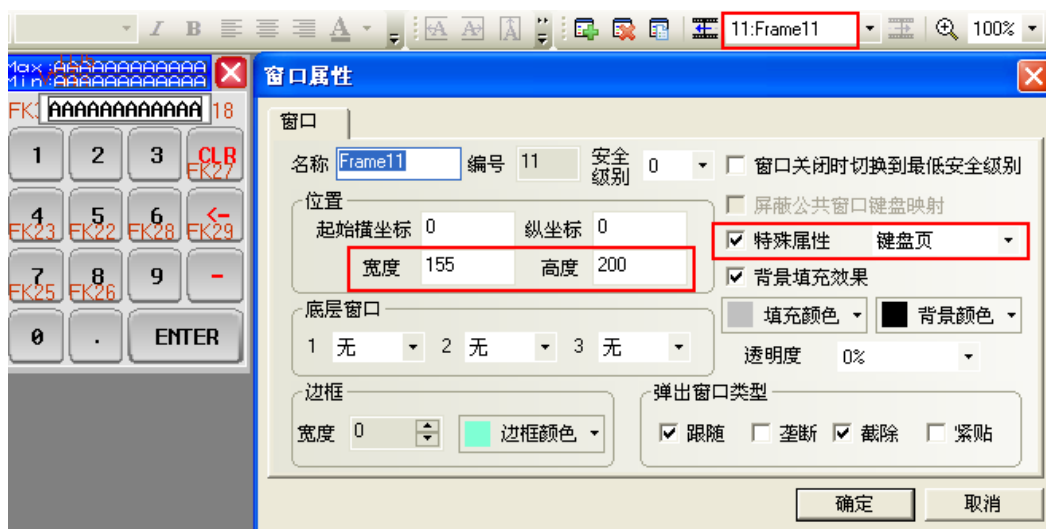 I B A 11:Frame11 100%
Max:AAAAAAAAAAAA
Min:AAAAAAAAAAAA
AAAAAAAAAAAA 18
1 2 3 CLR
FK27
4 5 6 <-
FK23 FK22 FK28 FK29
7 8 9 -
FK25 FK26
0 . ENTER
窗口属性
窗口
名称 Frame11 编号 11 安全级别 0 窗口关闭时切换到最低安全级别
屏蔽公共窗口键盘映射
位置
起始横坐标 0 纵坐标 0
特殊属性 键盘页
宽度 155 高度 200
背景填充效果
填充颜色 背景颜色
底层窗口
1 无 2 无 3 无
透明度 0%
边框
宽度 0 边框颜色
弹出窗口类型
跟随 垄断 截除 紧贴
确定 取消